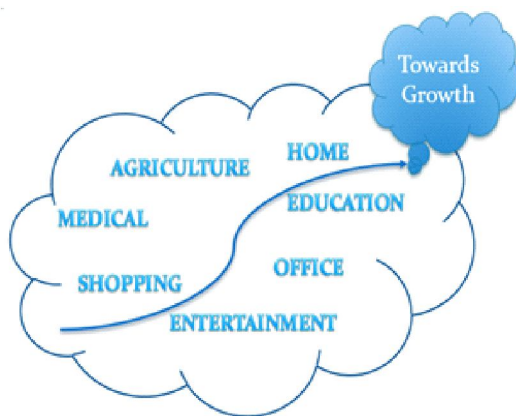 Towards
Growth
HOME
AGRICULTURE
EDUCATION
MEDICAL
OFFICE
SHOPPING
ENTERTAINMENT